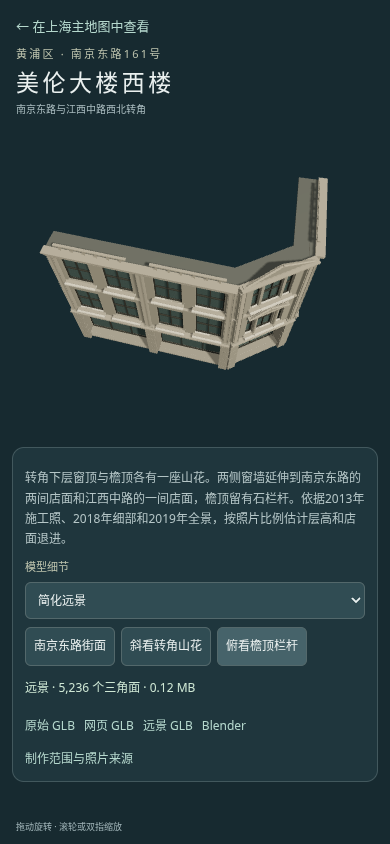 ← 在上海主地图中查看
黄浦区 · 南京东路161号
美伦大楼西楼
南京东路与江西中路西北转角
转角下层窗顶与檐顶各有一座山花。两侧窗墙延伸到南京东路的
两间店面和江西中路的一间店面，檐顶留有石栏杆。依据2013年
施工照、2018年细部和2019年全景，按照片比例估计层高和店
面退进。
模型细节
简化远景
南京东路街面
斜看转角山花
俯看檐顶栏杆
远景 · 5,236 个三角面 · 0.12 MB
原始 GLB 网页 GLB 远景 GLB Blender
制作范围与照片来源
拖动旋转 · 滚轮或双指缩放